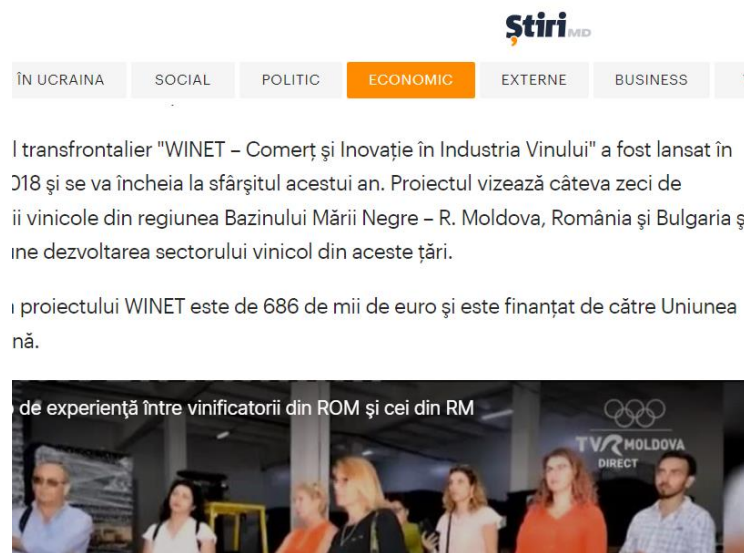 Ştiri MD
ÎN UCRAINA SOCIAL POLITIC ECONOMIC EXTERNE BUSINESS
l transfrontalier "WINET – Comerț și Inovație în Industria Vinului" a fost lansat în
018 și se va încheia la sfârșitul acestui an. Proiectul vizează câteva zeci de
ii vinicole din regiunea Bazinului Mării Negre – R. Moldova, România și Bulgaria ș
une dezvoltarea sectorului vinicol din aceste țări.
proiectului WINET este de 686 de mii de euro și este finanțat de către Uniunea
nă.
de experiență între vinificatorii din ROM și cei din RM
TVR MOLDOVA
DIRECT